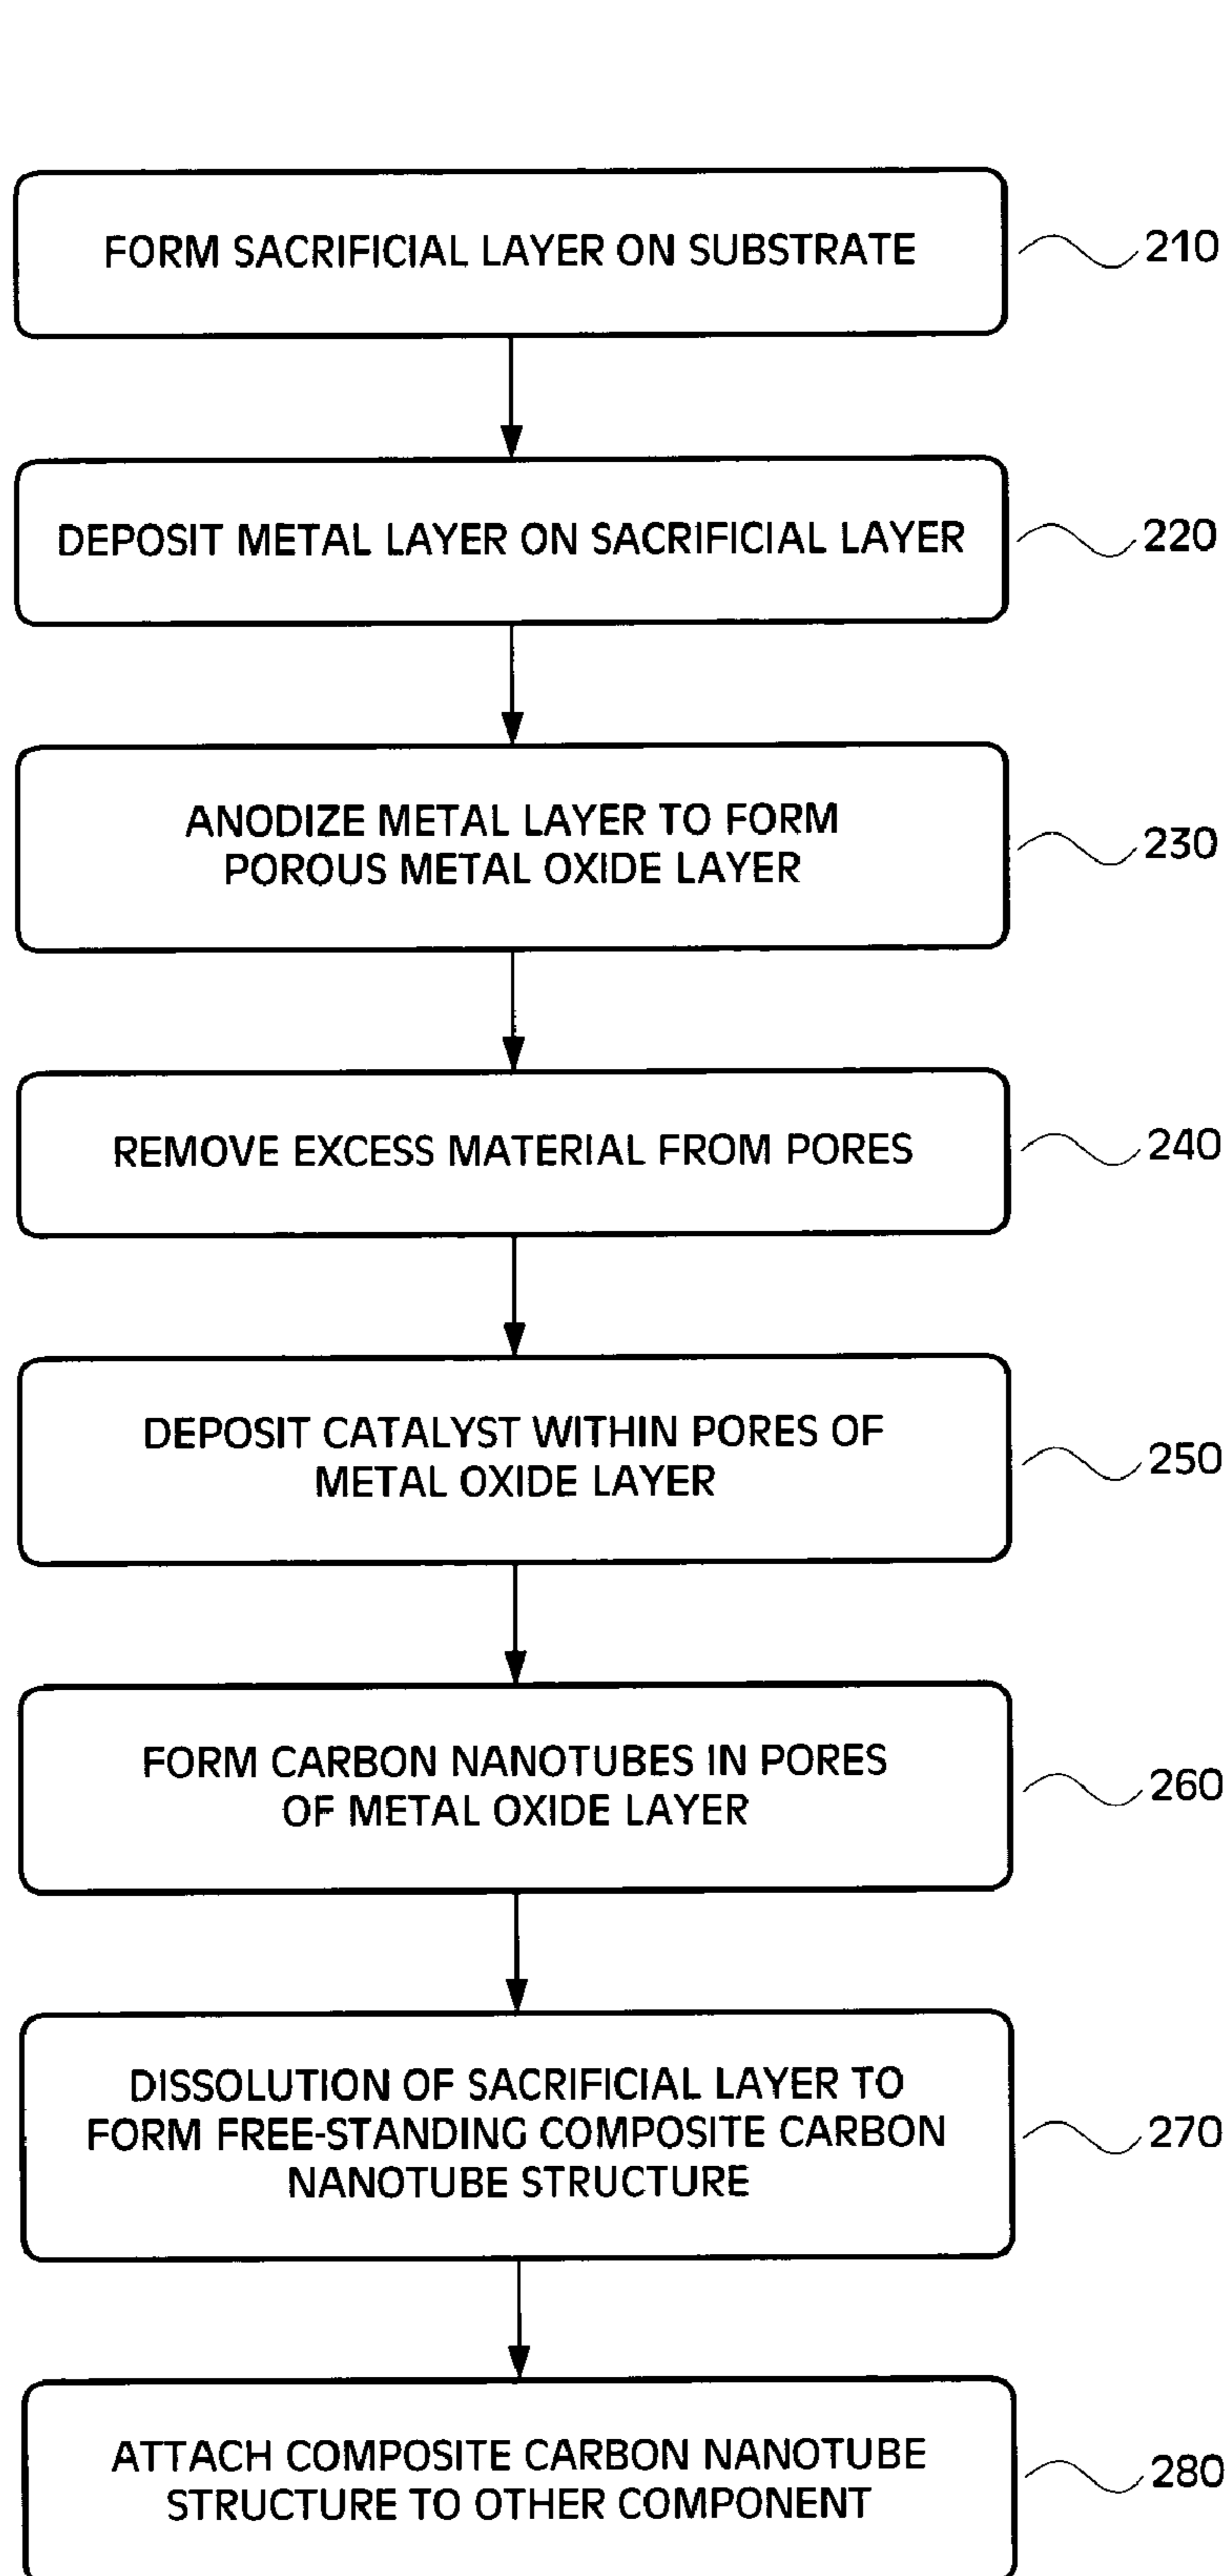 FORM SACRIFICIAL LAYER ON SUBSTRATE
210
DEPOSIT METAL LAYER ON SACRIFICIAL LAYER
220
ANODIZE METAL LAYER TO FORM
POROUS METAL OXIDE LAYER
230
REMOVE EXCESS MATERIAL FROM PORES
240
DEPOSIT CATALYST WITHIN PORES OF
METAL OXIDE LAYER
250
FORM CARBON NANOTUBES IN PORES
OF METAL OXIDE LAYER
260
DISSOLUTION OF SACRIFICIAL LAYER TO
FORM FREE-STANDING COMPOSITE CARBON
NANOTUBE STRUCTURE
270
ATTACH COMPOSITE CARBON NANOTUBE
STRUCTURE TO OTHER COMPONENT
280